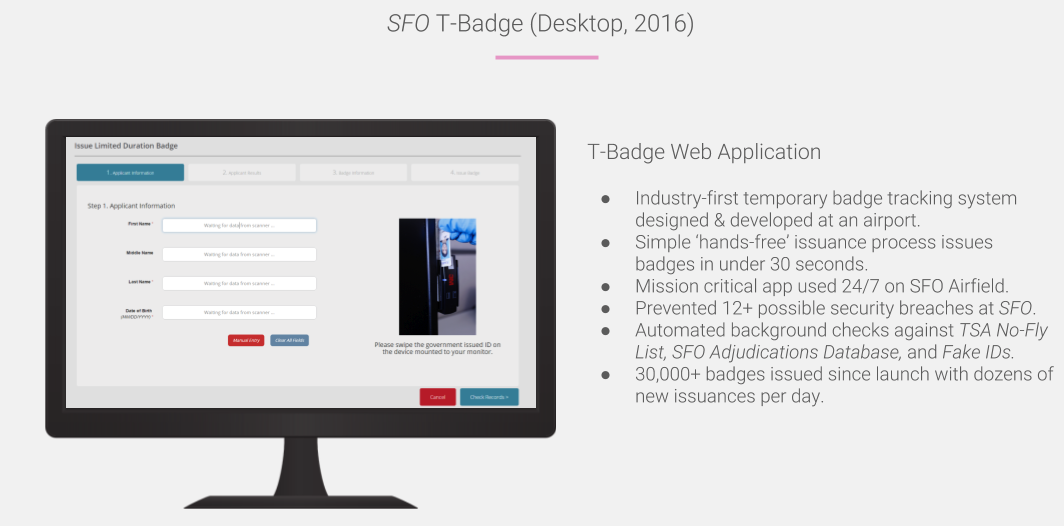 SFO T-Badge (Desktop, 2016)
Issue Limited Duration Badge
1. Applicant Information
2. Applicant Details
3. Badge Information
4. Issue Badge
Step 1. Applicant Information
First Name *
Waiting for data from scanner ...
Middle Name
Waiting for data from scanner ...
Last Name *
Waiting for data from scanner ...
Date of Birth
(MM/DD/YYYY) *
Waiting for data from scanner ...
Manual Entry
Clear All Fields
Please swipe the government issued ID on
the device mounted to your monitor.
Cancel
Check Records >
T-Badge Web Application
● Industry-first temporary badge tracking system
designed & developed at an airport.
● Simple ‘hands-free’ issuance process issues
badges in under 30 seconds.
● Mission critical app used 24/7 on SFO Airfield.
● Prevented 12+ possible security breaches at SFO.
● Automated background checks against TSA No-Fly
List, SFO Adjudications Database, and Fake IDs.
● 30,000+ badges issued since launch with dozens of
new issuances per day.